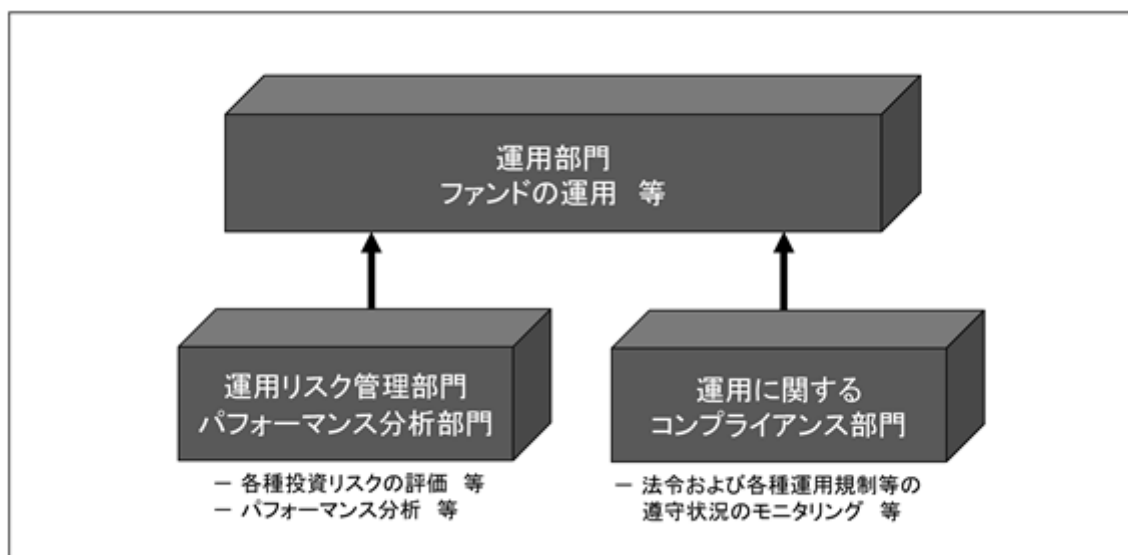 運用部門
ファンドの運用　等
運用リスク管理部門
パフォーマンス分析部門
運用に関する
コンプライアンス部門
－ 各種投資リスクの評価　等
－ パフォーマンス分析　等
－ 法令および各種運用規制等の
遵守状況のモニタリング　等